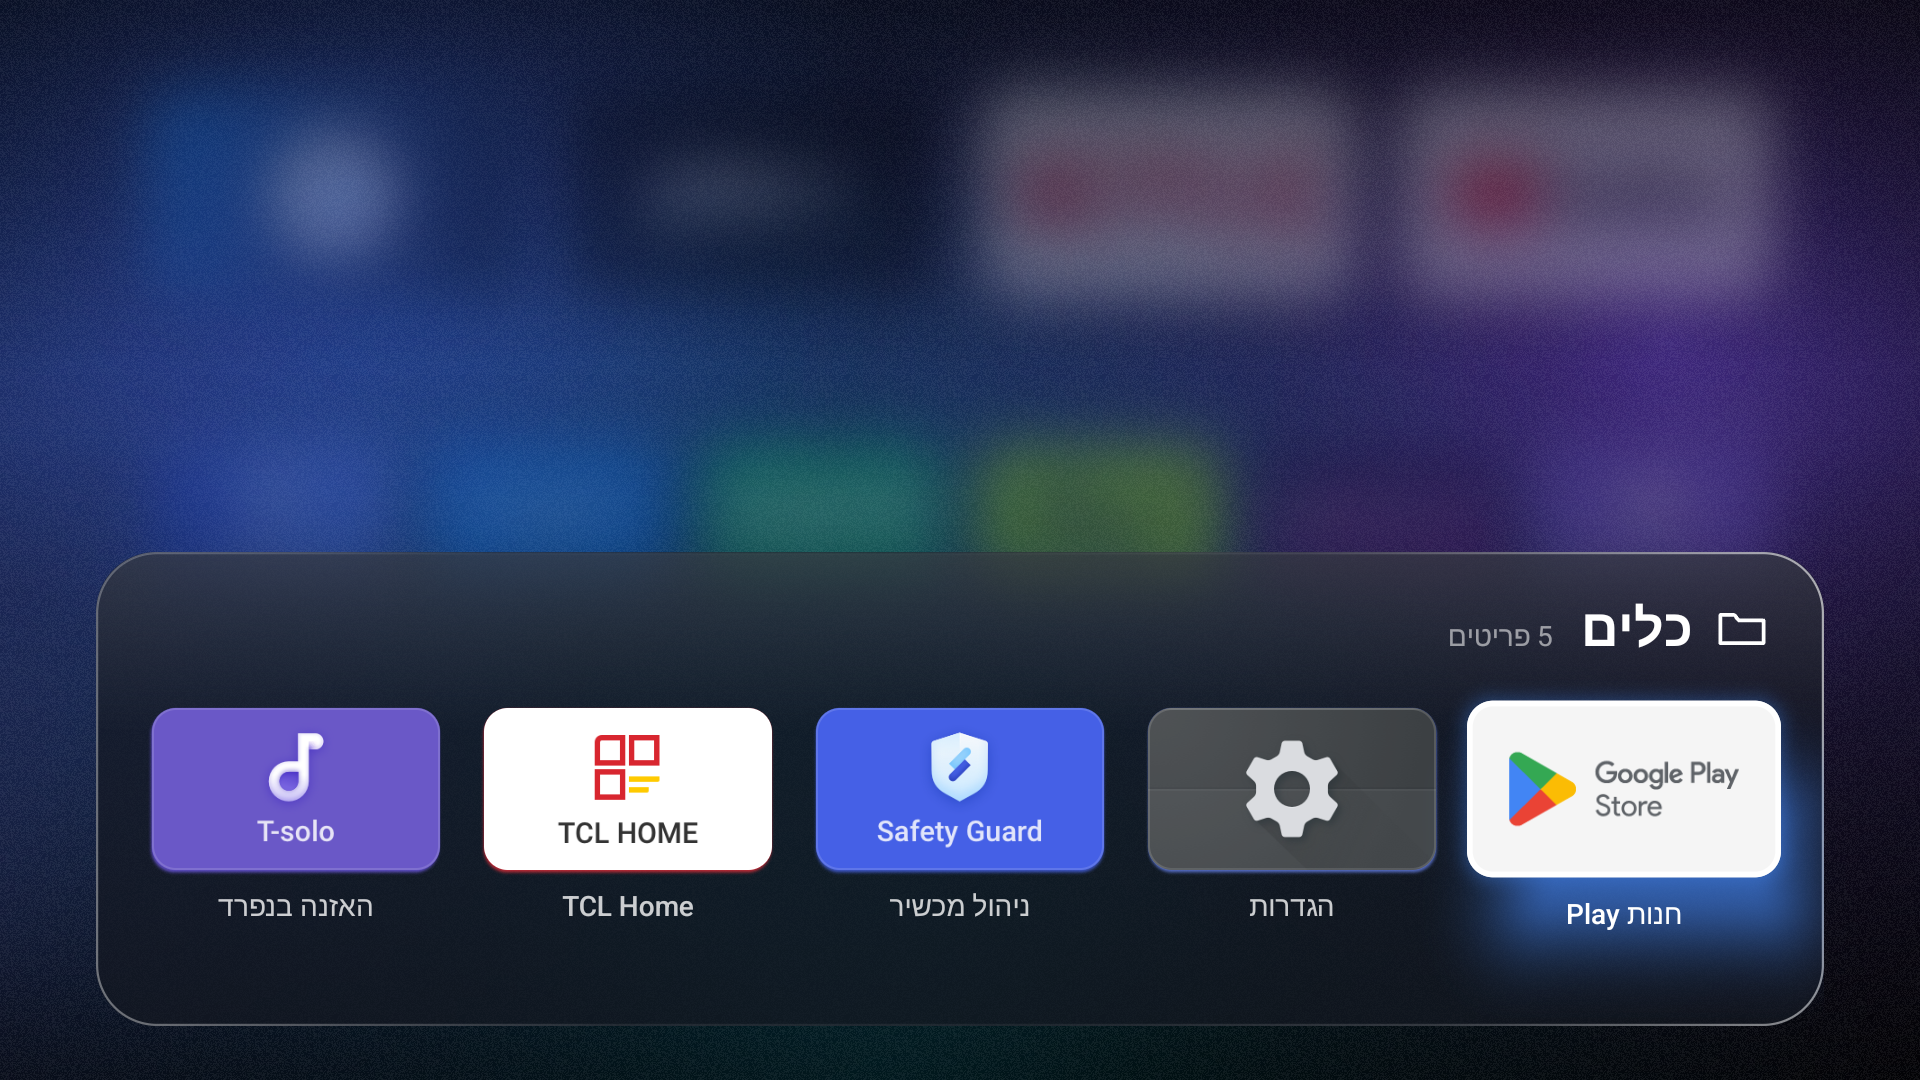 כלים
5 פריטים
Google Play
Store
חנות Play
הגדרות
Safety Guard
ניהול מכשיר
TCL HOME
TCL Home
T-solo
האזנה בנפרד